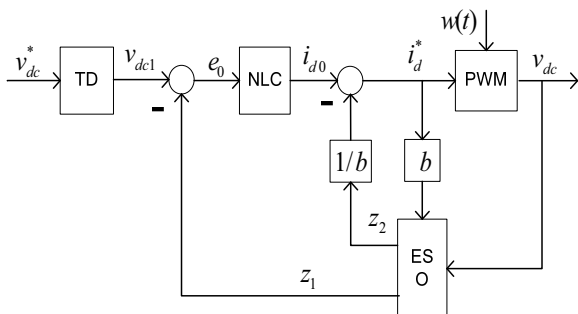 w(t)
v*dc
TD
vdc1
e0
NLC
id0
i*d
PWM
vdc
1/b
b
z2
z1
ES
O